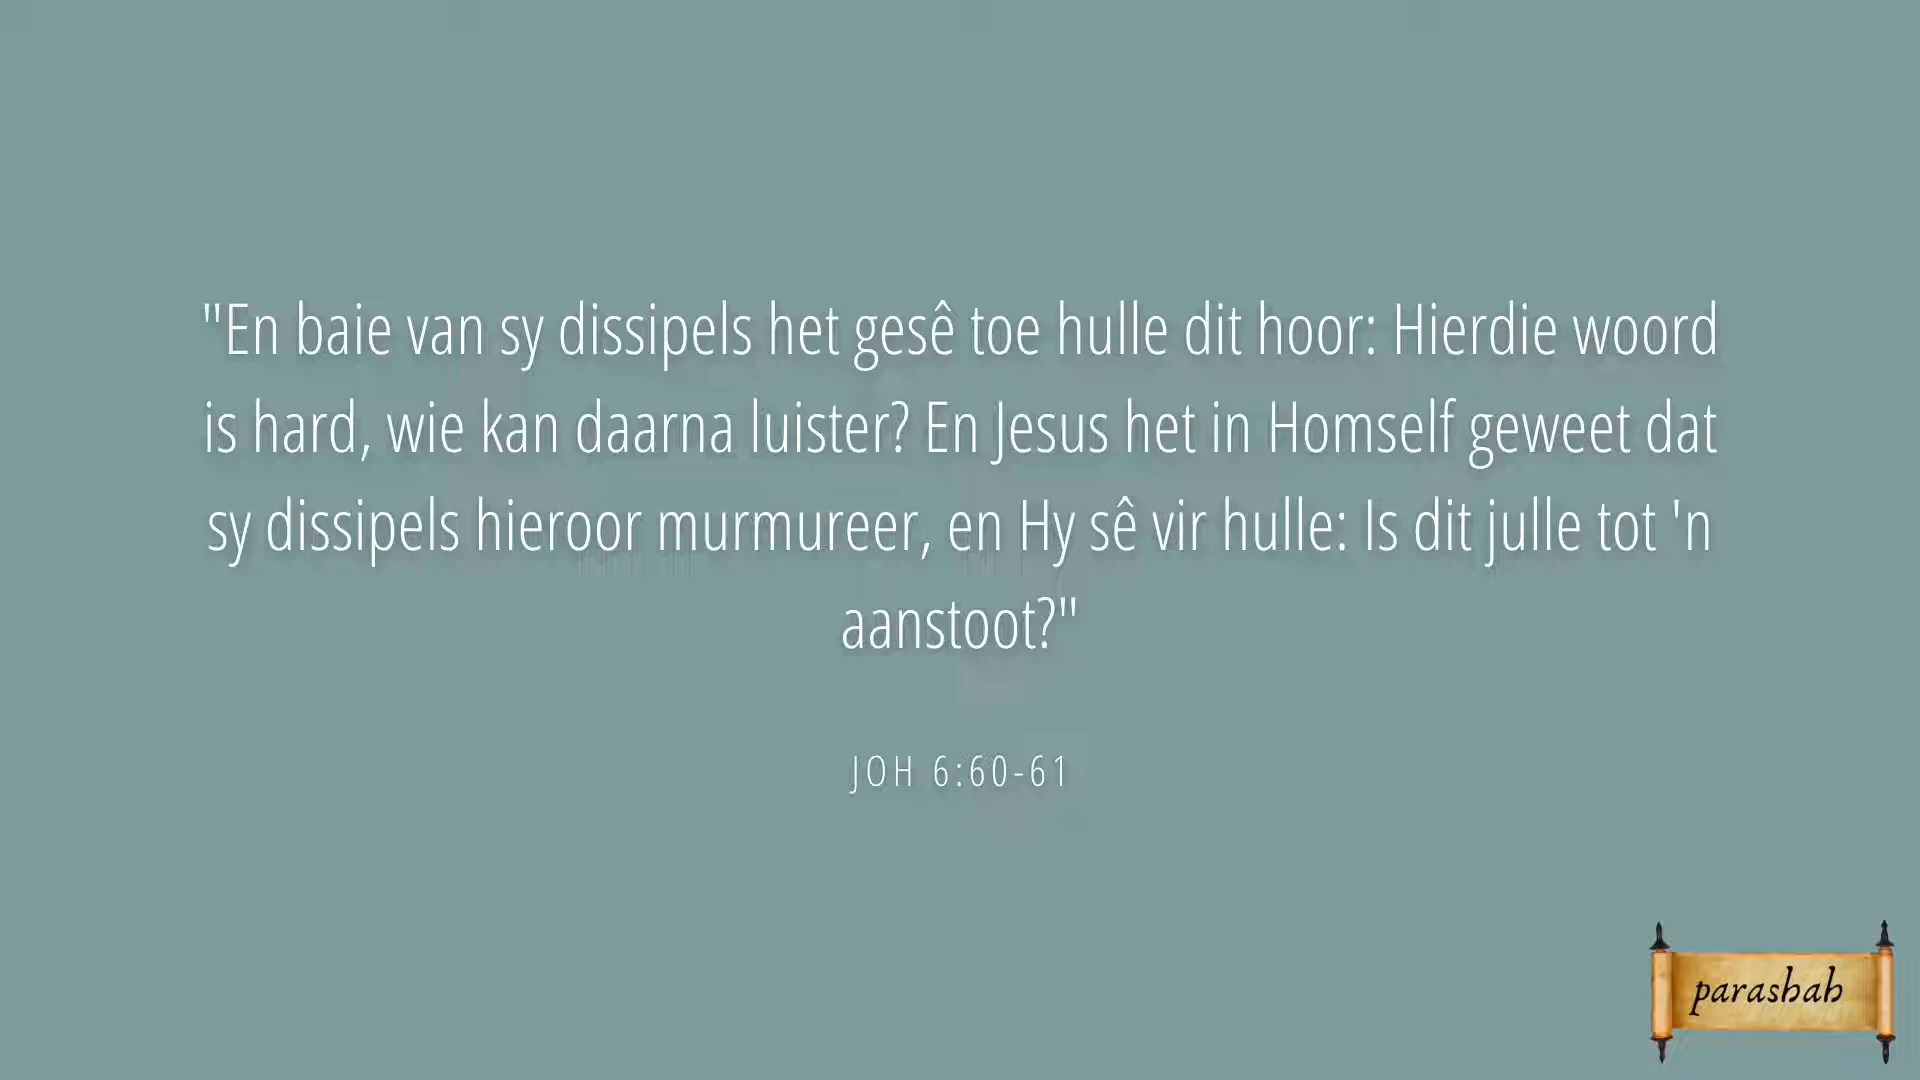 "En baie van sy dissipels het gesê toe hulle dit hoor: Hierdie woord
is hard, wie kan daarna luister? En Jesus het in Homself geweet dat
sy dissipels hieroor murmureer, en Hy sê vir hulle: Is dit julle tot 'n
aanstoot?"
JOH 6:60-61
parashah